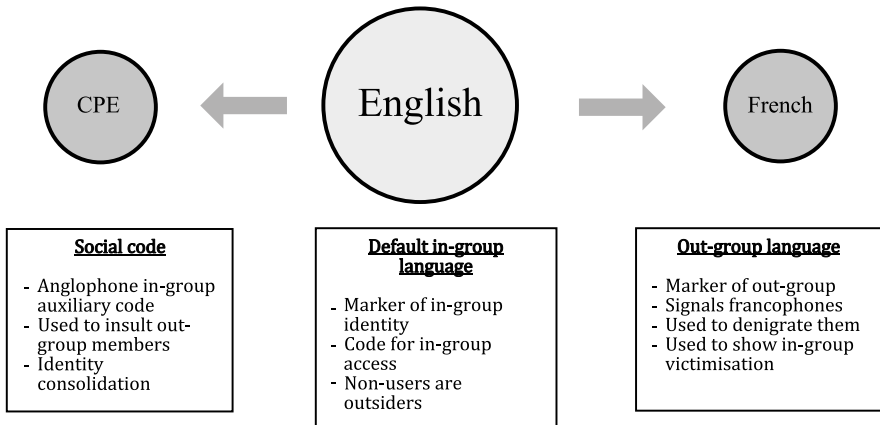 CPE
English
French
Social code
- Anglophone in-group
auxiliary code
- Used to insult out-
group members
- Identity
consolidation
Default in-group
language
- Marker of in-group
identity
- Code for in-group
access
- Non-users are
outsiders
Out-group language
- Marker of out-group
- Signals francophones
- Used to denigrate them
- Used to show in-group
victimisation